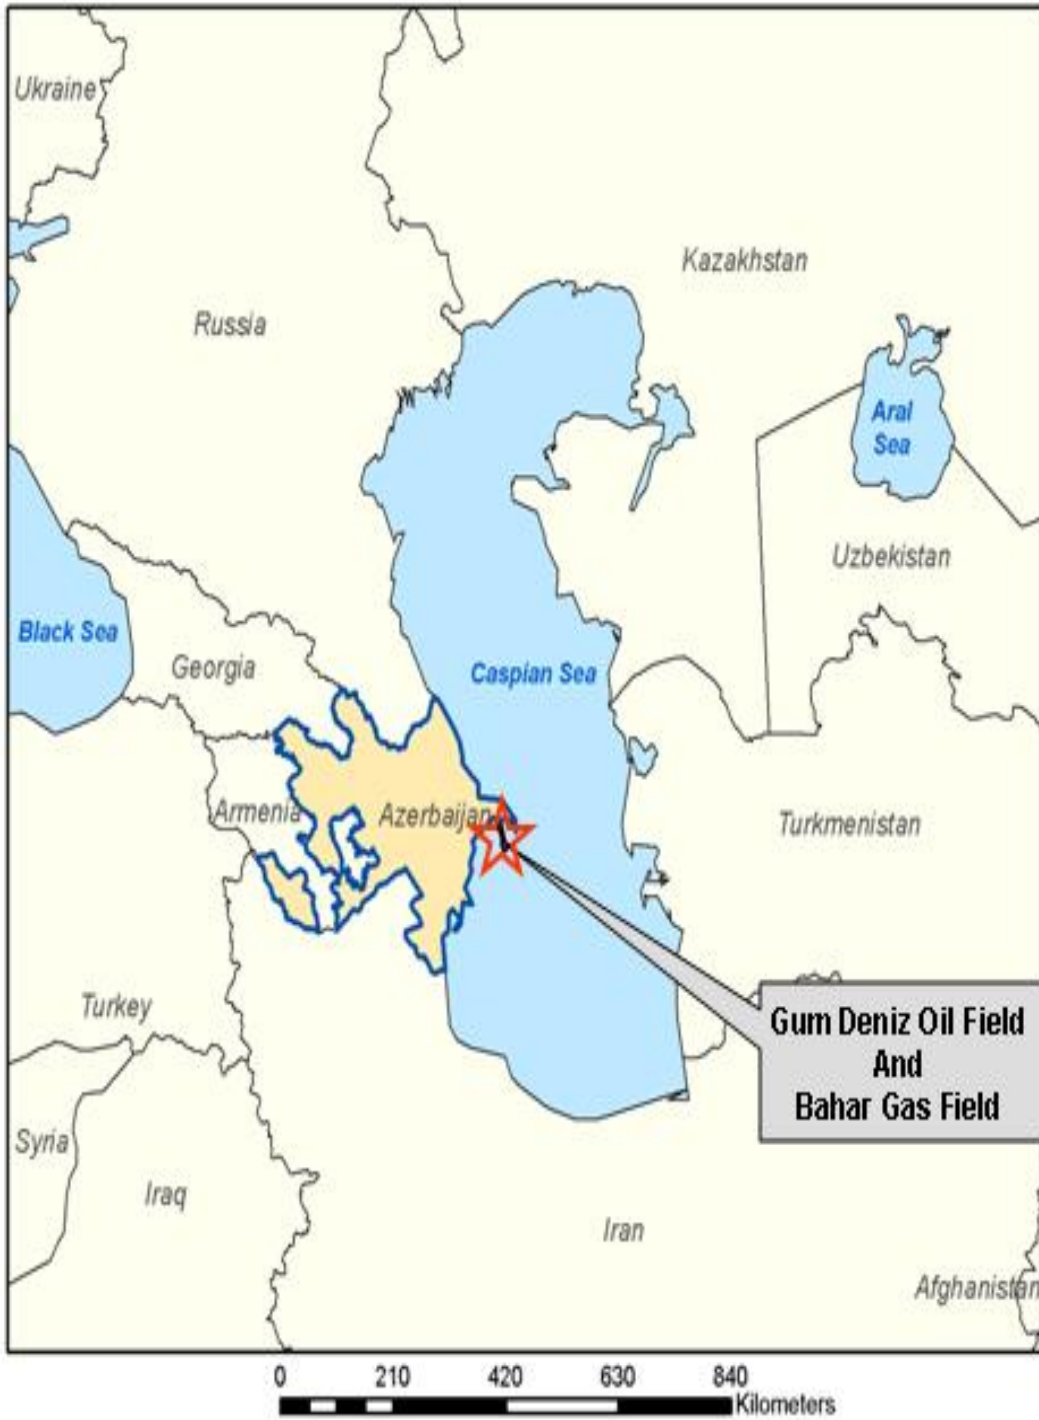 Ukraine
Kazakhstan
Russia
Aral
Sea
Uzbekistan
Black Sea
Georgia
Caspian Sea
Armenia
Azerbaijan
Turkmenistan
Turkey
Gum Deniz Oil Field
And
Bahar Gas Field
Syria
Iraq
Iran
Afghanistan
0 210 420 630 840
Kilometers